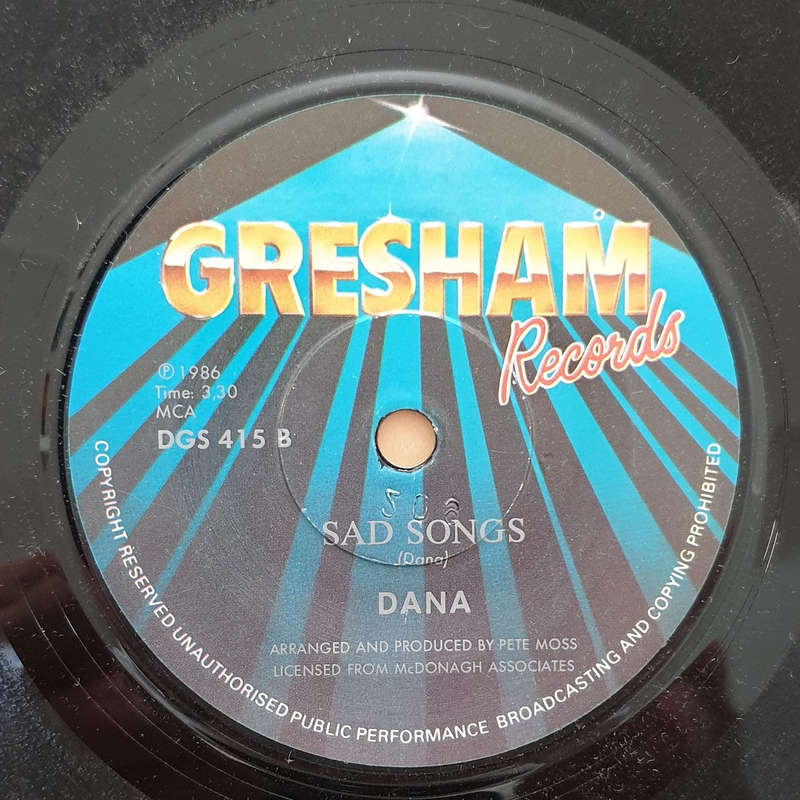 GRESHAM
Records
℗ 1986
Time: 3,30
MCA
DGS 415 B
SAD SONGS
(Dana)
DANA
ARRANGED AND PRODUCED BY PETE MOSS
LICENSED FROM McDONAGH ASSOCIATES
COPYRIGHT RESERVED UNAUTHORISED PUBLIC PERFORMANCE BROADCASTING AND COPYING PROHIBITED